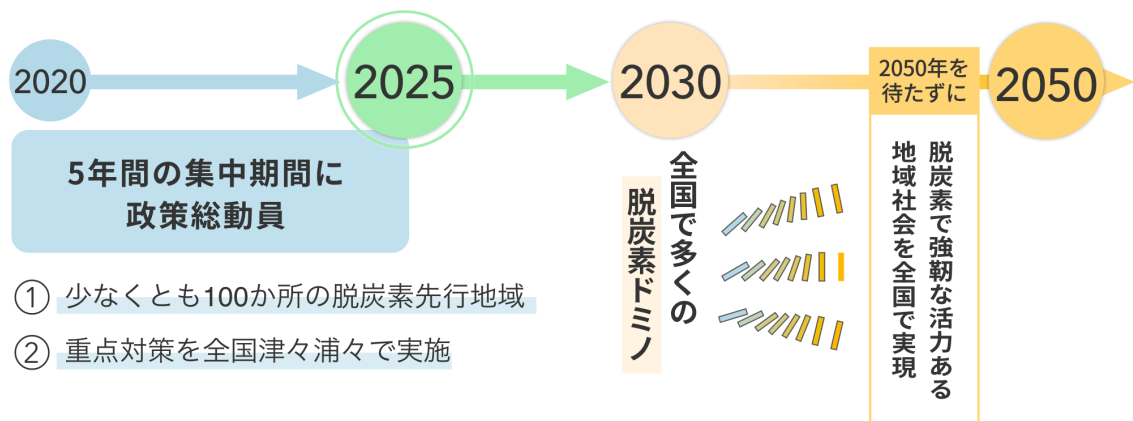 2020
2025
2030
2050年を
待たずに
2050
5年間の集中期間に
政策総動員
① 少なくとも100か所の脱炭素先行地域
② 重点対策を全国津々浦々で実施
全国で多くの
脱炭素ドミノ
脱炭素で強靭な活力ある
地域社会を全国で実現